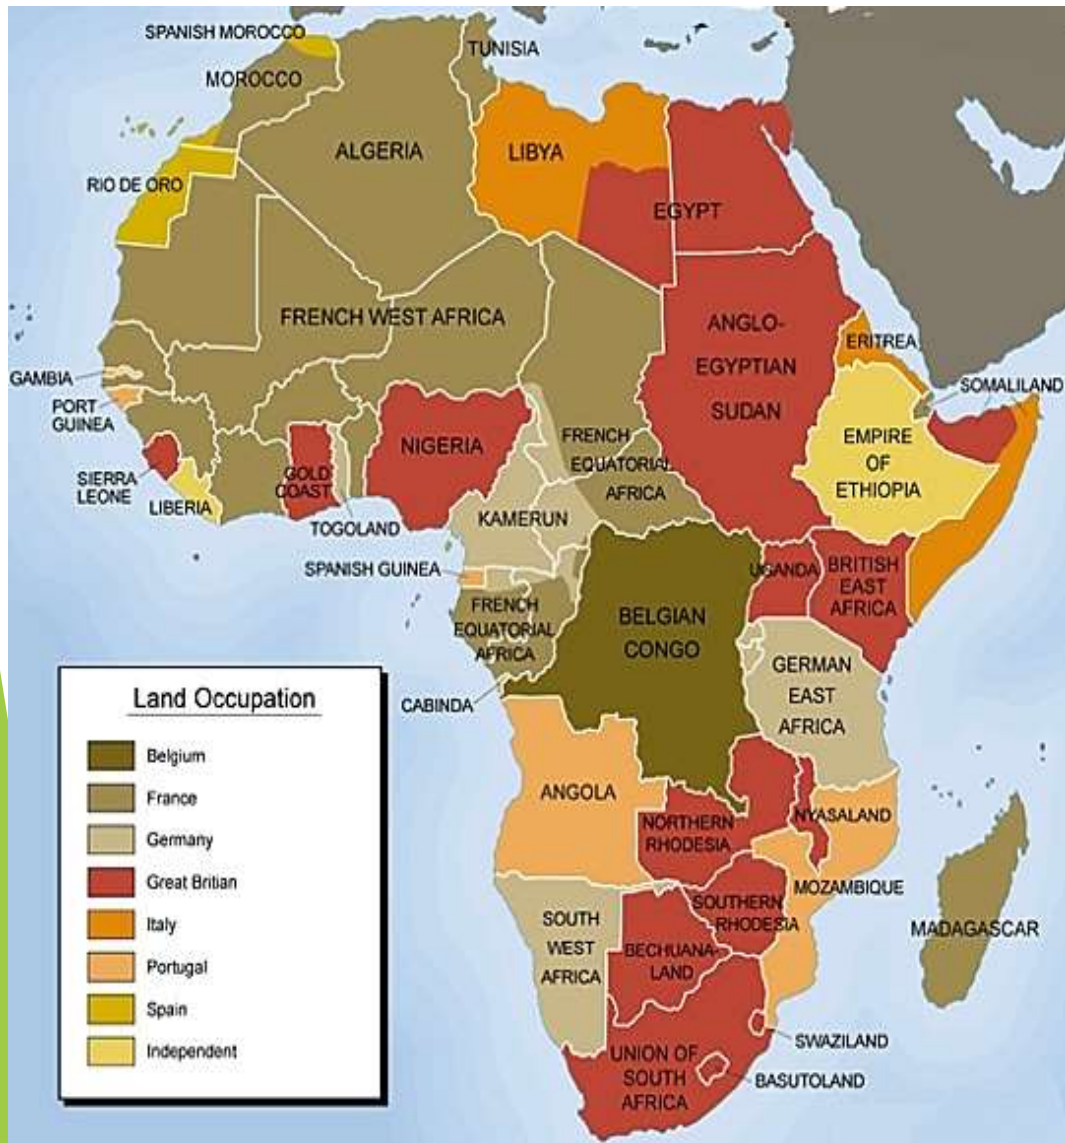 SPANISH MOROCCO
TUNISIA
MOROCCO
ALGERIA
LIBYA
RIO DE ORO
EGYPT
FRENCH WEST AFRICA
ANGLO-
EGYPTIAN
SUDAN
ERITREA
GAMBIA
SOMALILAND
PORT
GUINEA
NIGERIA
FRENCH
EQUATORIAL
AFRICA
EMPIRE
OF
ETHIOPIA
SIERRA
LEONE
LIBERIA
GOLD
COAST
TOGOLAND
KAMERUN
SPANISH GUINEA
UGANDA
BRITISH
EAST
AFRICA
FRENCH
EQUATORIAL
AFRICA
BELGIAN
CONGO
CABINDA
GERMAN
EAST
AFRICA
Land Occupation
Belgium
France
Germany
Great Britian
Italy
Portugal
Spain
Independent
ANGOLA
NORTHERN
RHODESIA
NYASALAND
MOZAMBIQUE
SOUTHERN
RHODESIA
SOUTH
WEST
AFRICA
BECHUANA-
LAND
MADAGASCAR
SWAZILAND
UNION OF
SOUTH
AFRICA
BASUTOLAND